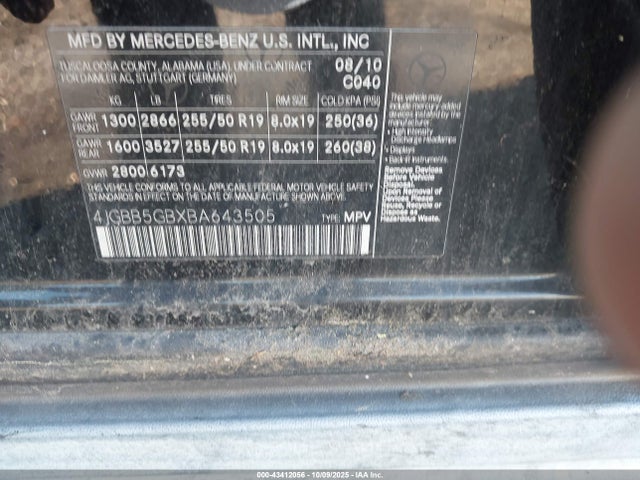 MFD BY MERCEDES-BENZ U.S. INTL., INC
TUSCALOOSA COUNTY, ALABAMA (USA), UNDER CONTRACT
FOR DAIMLER AG, STUTTGART (GERMANY)
08/10
C040
KG LB TIRES RIM SIZE COLD KPA (PSI)
GAWR FRONT 1300 2866 255/50 R19 8.0x19 250(36)
GAWR REAR 1600 3527 255/50 R19 8.0x19 260(38)
GVWR 2800 6173
THIS VEHICLE CONFORMS TO ALL APPLICABLE FEDERAL MOTOR VEHICLE SAFETY
STANDARDS IN EFFECT ON THE DATE OF MANUFACTURE SHOWN ABOVE.
4JGBB5GBXBA643505
TYPE: MPV
This vehicle may
include mercury-added
devices installed by the
manufacturer:
• High Intensity
Discharge Headlamps
• Displays
• Back lit Instruments
Remove Devices Before
Vehicle Disposal.
Upon Removal of
Devices Please Reuse,
Recycle or Dispose as
Hazardous Waste.
000-43412056 - 10/09/2025 - IAAI.COM